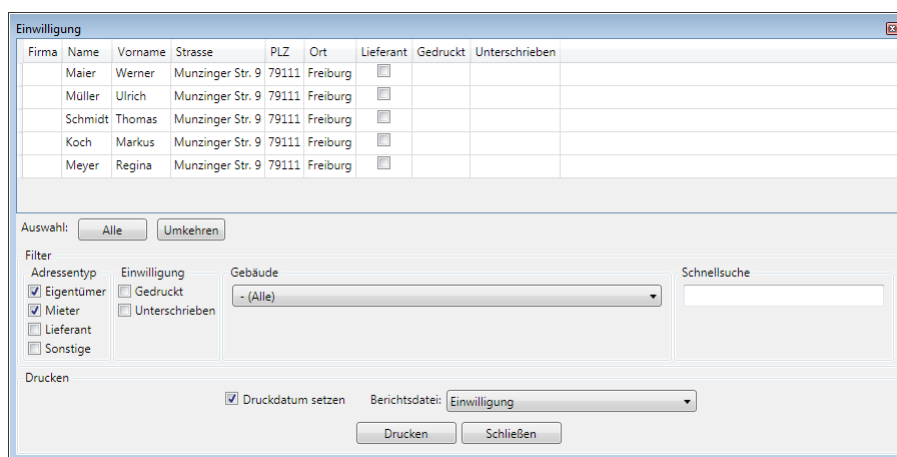 Einwilligung
Firma Name Vorname Strasse PLZ Ort Lieferant Gedruckt Unterschrieben
Maier Werner Munzinger Str. 9 79111 Freiburg
Müller Ulrich Munzinger Str. 9 79111 Freiburg
Schmidt Thomas Munzinger Str. 9 79111 Freiburg
Koch Markus Munzinger Str. 9 79111 Freiburg
Meyer Regina Munzinger Str. 9 79111 Freiburg
Auswahl: Alle Umkehren
Filter
Adressentyp Einwilligung Gebäude Schnellsuche
Eigentümer Gedruckt - (Alle)
Mieter Unterschrieben
Lieferant
Sonstige
Drucken
Druckdatum setzen Berichtsdatei: Einwilligung
Drucken Schließen